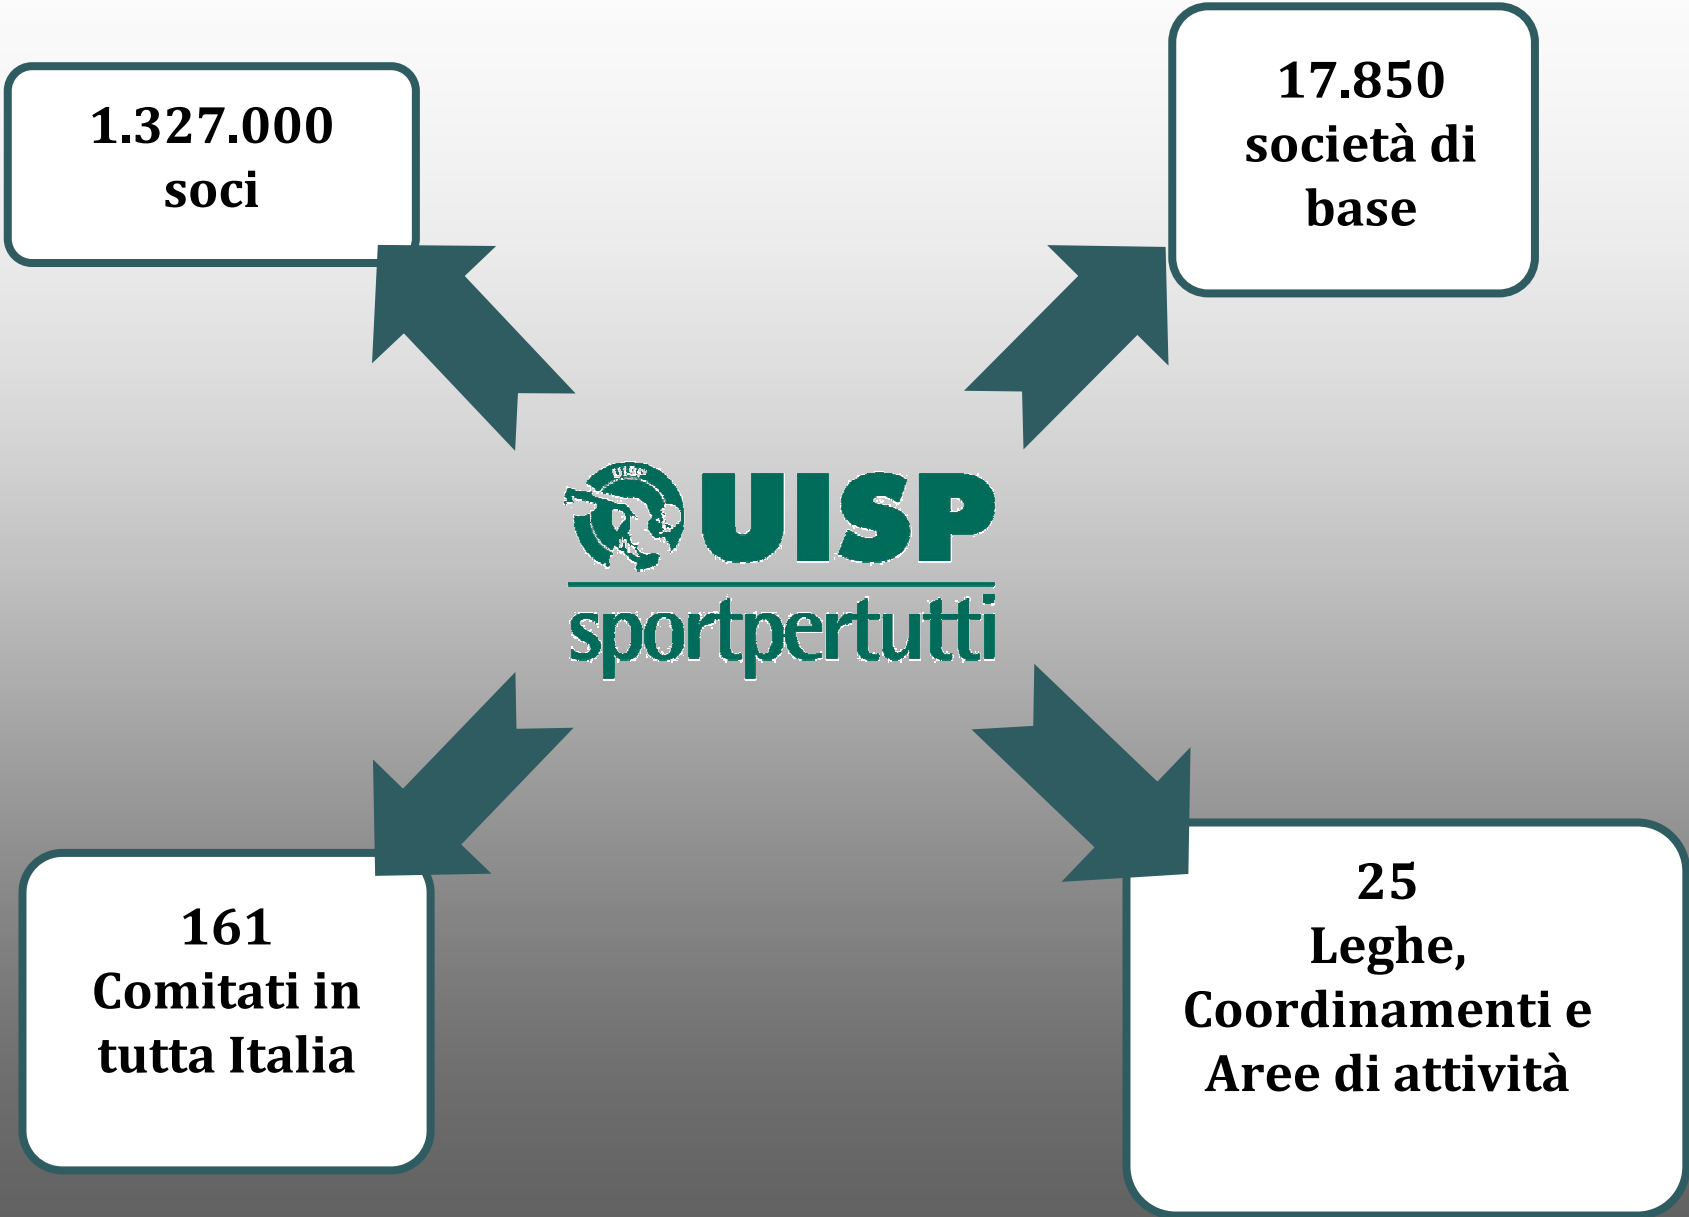 1.327.000
soci
17.850
società di
base
UISP
UISP
sportpertutti
161
Comitati in
tutta Italia
25
Leghe,
Coordinamenti e
Aree di attività